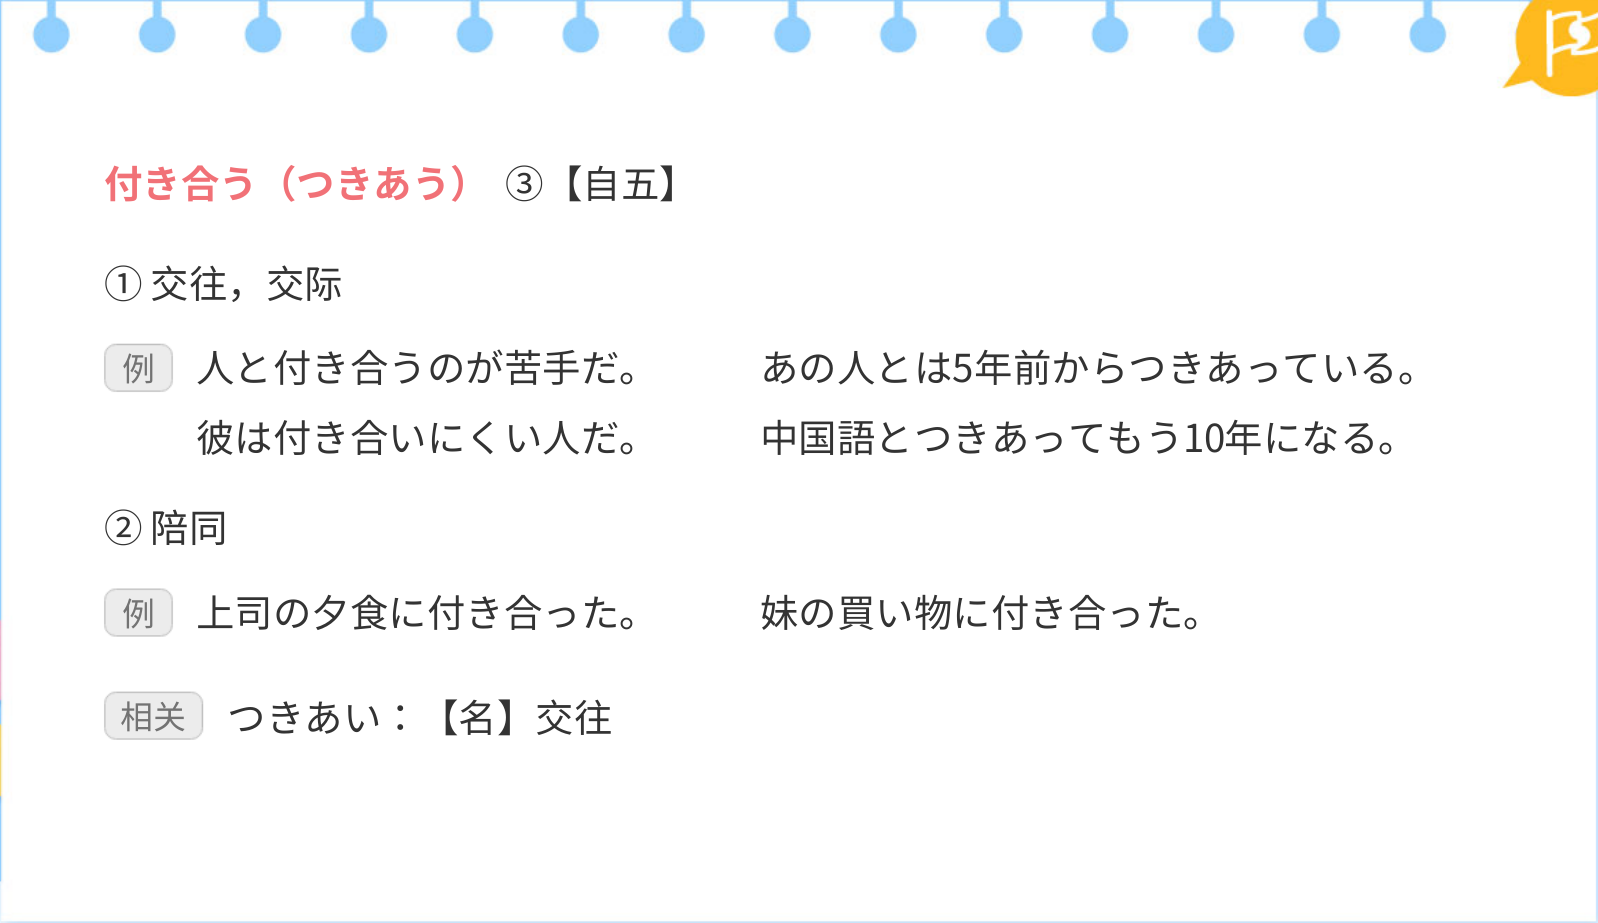 付き合う（つきあう） ③【自五】
① 交往，交际
例 人と付き合うのが苦手だ。 あの人とは5年前からつきあっている。
彼は付き合いにくい人だ。 中国語とつきあってもう10年になる。
② 陪同
例 上司の夕食に付き合った。 妹の買い物に付き合った。
相关 つきあい：【名】交往